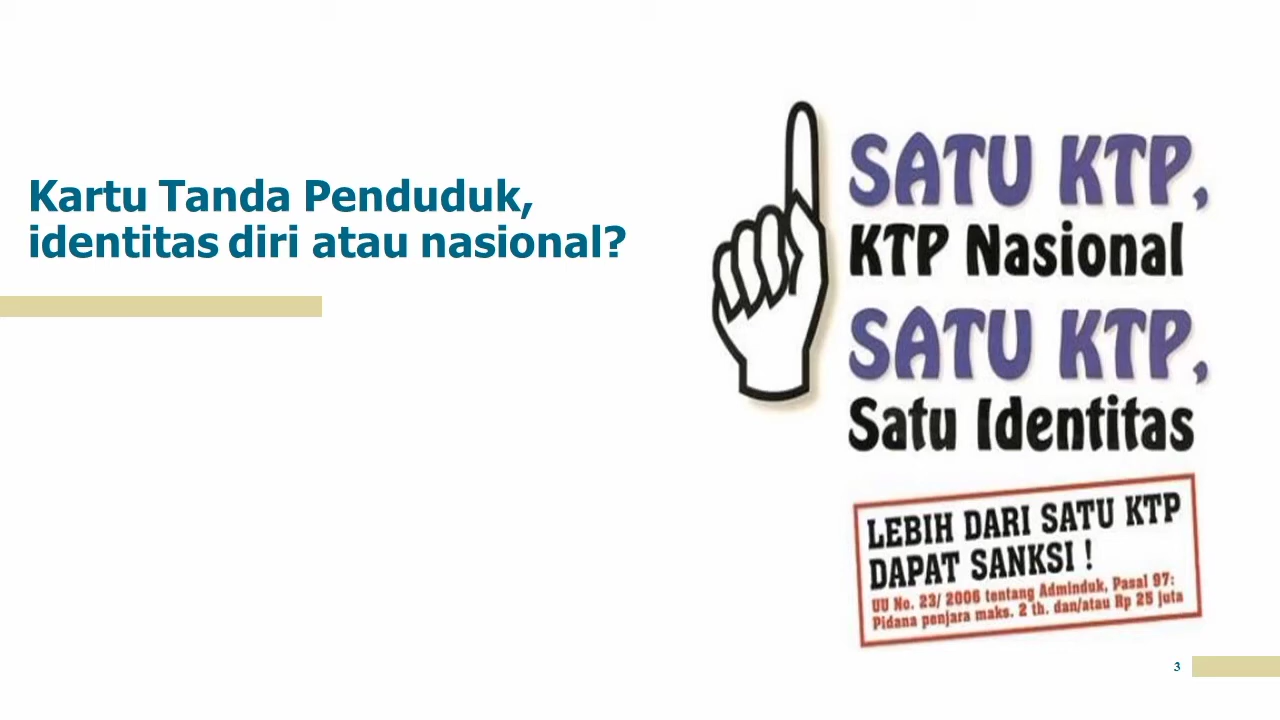 Kartu Tanda Penduduk,
identitas diri atau nasional?
SATU KTP,
KTP Nasional
SATU KTP,
Satu Identitas
LEBIH DARI SATU KTP
DAPAT SANKSI !
UU No. 23/ 2006 tentang Adminduk, Pasal 97:
Pidana penjara maks. 2 th. dan/atau Rp 25 juta
3